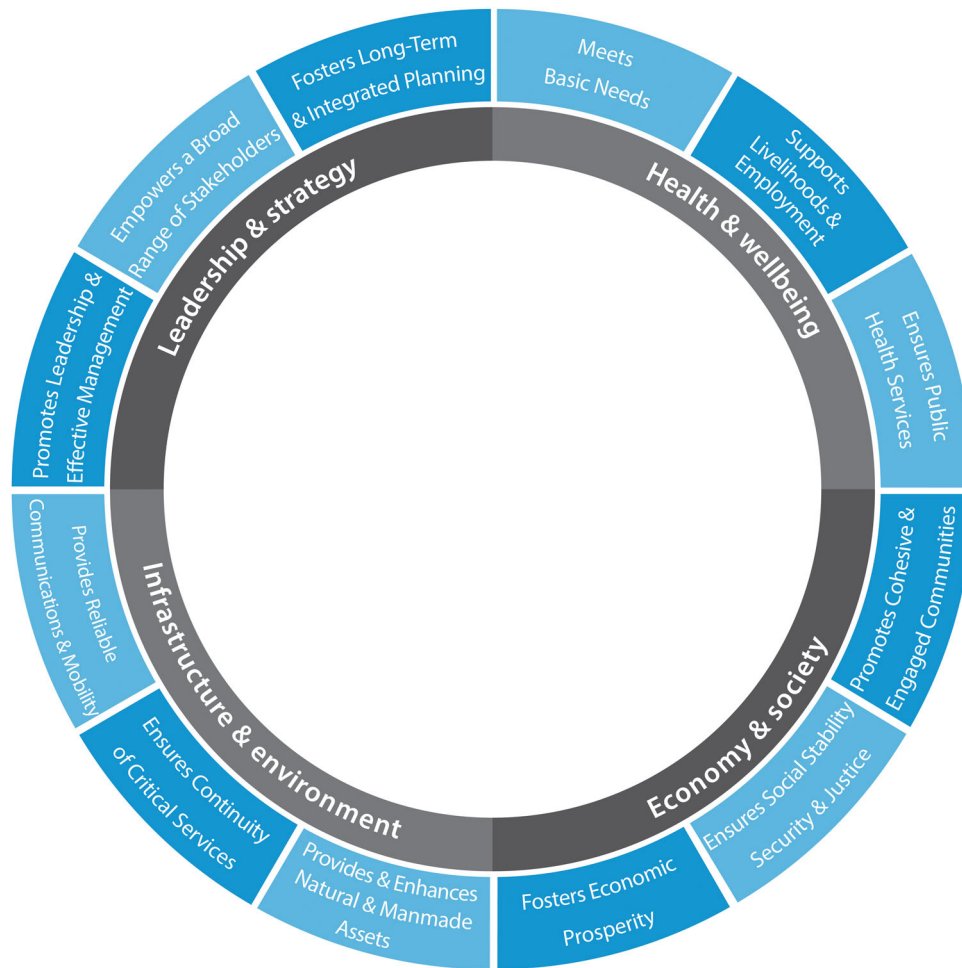 Meets
Basic Needs
Supports
Livelihoods &
Employment
Ensures Public
Health Services
Promotes Cohesive &
Engaged Communities
Ensures Social Stability
Security & Justice
Fosters Economic
Prosperity
Provides & Enhances
Natural & Manmade
Assets
Ensures Continuity
of Critical Services
Provides Reliable
Communications & Mobility
Promotes Leadership &
Effective Management
Empowers a Broad
Range of Stakeholders
Fosters Long-Term
& Integrated Planning
Health & wellbeing
Economy & society
Infrastructure & environment
Leadership & strategy